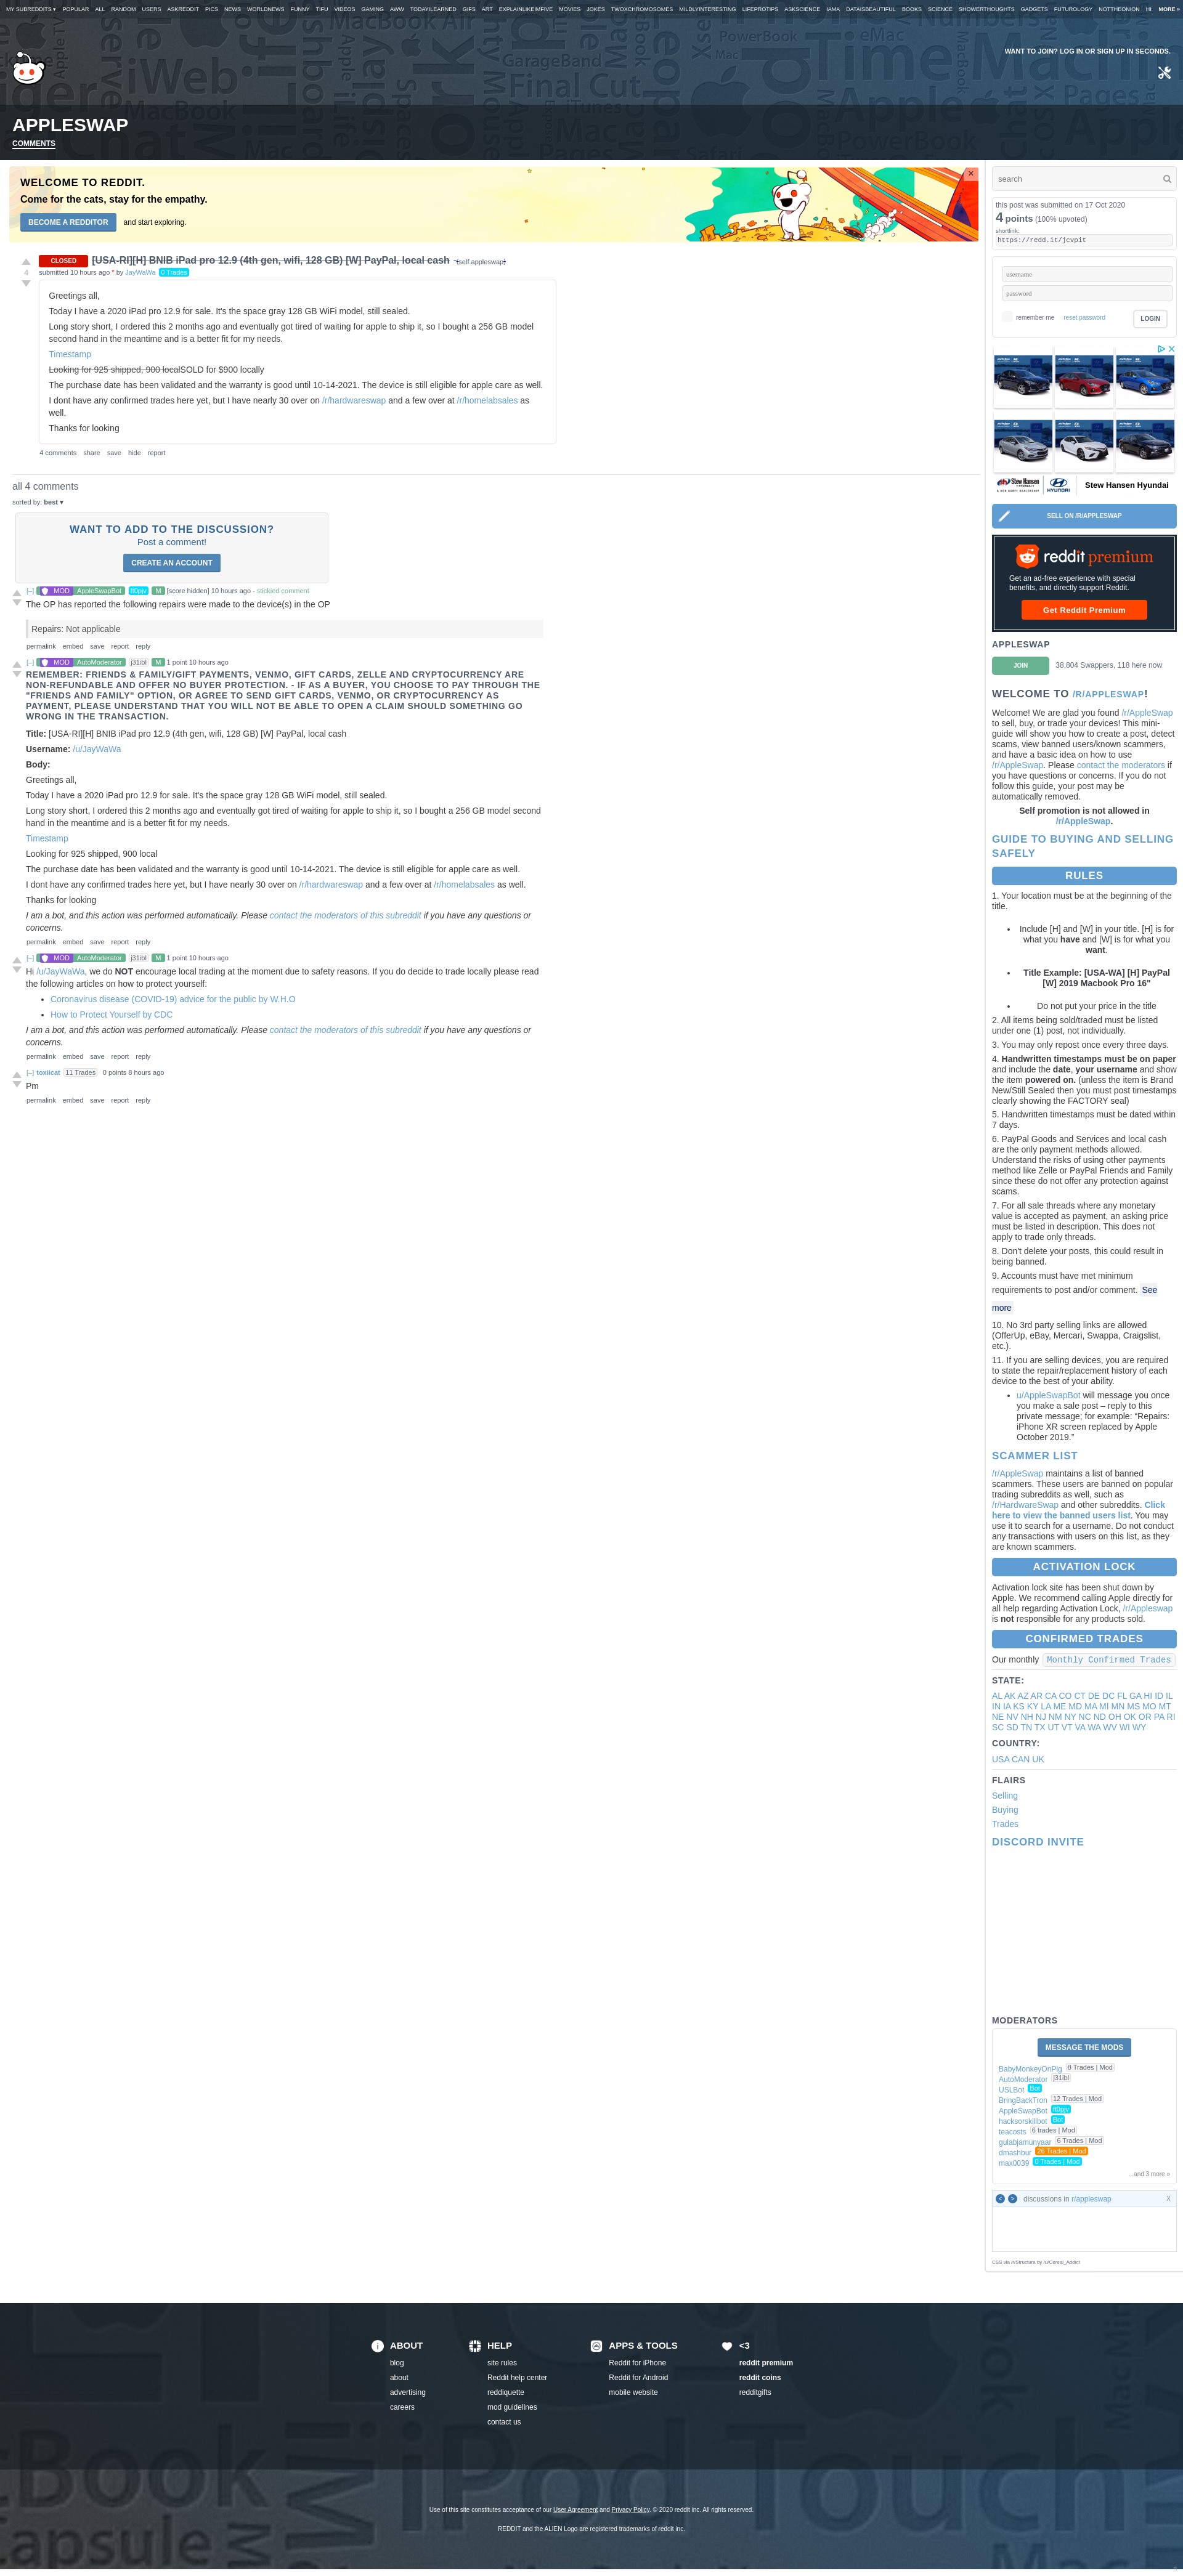 MY SUBREDDITS ▾ POPULAR ALL RANDOM USERS ASKREDDIT PICS NEWS WORLDNEWS FUNNY TIFU VIDEOS GAMING AWW TODAYILEARNED GIFS ART EXPLAINLIKEIMFIVE MOVIES JOKES TWOXCHROMOSOMES MILDLYINTERESTING LIFEPROTIPS ASKSCIENCE IAMA DATAISBEAUTIFUL BOOKS SCIENCE SHOWERTHOUGHTS GADGETS FUTUROLOGY NOTTHEONION HI MORE »
WANT TO JOIN? LOG IN OR SIGN UP IN SECONDS.
APPLESWAP
COMMENTS
WELCOME TO REDDIT.
Come for the cats, stay for the empathy.
BECOME A REDDITOR and start exploring.
CLOSED [USA-RI][H] BNIB iPad pro 12.9 (4th gen, wifi, 128 GB) [W] PayPal, local cash (self.appleswap)
4
submitted 10 hours ago * by JayWaWa 0 Trades
Greetings all,
Today I have a 2020 iPad pro 12.9 for sale. It's the space gray 128 GB WiFi model, still sealed.
Long story short, I ordered this 2 months ago and eventually got tired of waiting for apple to ship it, so I bought a 256 GB model
second hand in the meantime and is a better fit for my needs.
Timestamp
Looking for 925 shipped, 900 localSOLD for $900 locally
The purchase date has been validated and the warranty is good until 10-14-2021. The device is still eligible for apple care as well.
I dont have any confirmed trades here yet, but I have nearly 30 over on /r/hardwareswap and a few over at /r/homelabsales as
well.
Thanks for looking
4 comments share save hide report
all 4 comments
sorted by: best ▾
WANT TO ADD TO THE DISCUSSION?
Post a comment!
CREATE AN ACCOUNT
[–] MOD AppleSwapBot ft0pjv M [score hidden] 10 hours ago - stickied comment
The OP has reported the following repairs were made to the device(s) in the OP
Repairs: Not applicable
permalink embed save report reply
[–] MOD AutoModerator j31ibl M 1 point 10 hours ago
REMEMBER: FRIENDS & FAMILY/GIFT PAYMENTS, VENMO, GIFT CARDS, ZELLE AND CRYPTOCURRENCY ARE
NON-REFUNDABLE AND OFFER NO BUYER PROTECTION. - IF AS A BUYER, YOU CHOOSE TO PAY THROUGH THE
"FRIENDS AND FAMILY" OPTION, OR AGREE TO SEND GIFT CARDS, VENMO, OR CRYPTOCURRENCY AS
PAYMENT, PLEASE UNDERSTAND THAT YOU WILL NOT BE ABLE TO OPEN A CLAIM SHOULD SOMETHING GO
WRONG IN THE TRANSACTION.
Title: [USA-RI][H] BNIB iPad pro 12.9 (4th gen, wifi, 128 GB) [W] PayPal, local cash
Username: /u/JayWaWa
Body:
Greetings all,
Today I have a 2020 iPad pro 12.9 for sale. It's the space gray 128 GB WiFi model, still sealed.
Long story short, I ordered this 2 months ago and eventually got tired of waiting for apple to ship it, so I bought a 256 GB model second
hand in the meantime and is a better fit for my needs.
Timestamp
Looking for 925 shipped, 900 local
The purchase date has been validated and the warranty is good until 10-14-2021. The device is still eligible for apple care as well.
I dont have any confirmed trades here yet, but I have nearly 30 over on /r/hardwareswap and a few over at /r/homelabsales as well.
Thanks for looking
I am a bot, and this action was performed automatically. Please contact the moderators of this subreddit if you have any questions or
concerns.
permalink embed save report reply
[–] MOD AutoModerator j31ibl M 1 point 10 hours ago
Hi /u/JayWaWa, we do NOT encourage local trading at the moment due to safety reasons. If you do decide to trade locally please read
the following articles on how to protect yourself:
• Coronavirus disease (COVID-19) advice for the public by W.H.O
• How to Protect Yourself by CDC
I am a bot, and this action was performed automatically. Please contact the moderators of this subreddit if you have any questions or
concerns.
permalink embed save report reply
[–] toxiicat 11 Trades 0 points 8 hours ago
Pm
permalink embed save report reply
search
this post was submitted on 17 Oct 2020
4 points (100% upvoted)
shortlink:
https://redd.it/jcvpit
username
password
remember me reset password LOGIN
Stew Hansen HYUNDAI Stew Hansen Hyundai
SELL ON /R/APPLESWAP
reddit premium
Get an ad-free experience with special
benefits, and directly support Reddit.
Get Reddit Premium
APPLESWAP
JOIN 38,804 Swappers, 118 here now
WELCOME TO /R/APPLESWAP!
Welcome! We are glad you found /r/AppleSwap
to sell, buy, or trade your devices! This mini-
guide will show you how to create a post, detect
scams, view banned users/known scammers,
and have a basic idea on how to use
/r/AppleSwap. Please contact the moderators if
you have questions or concerns. If you do not
follow this guide, your post may be
automatically removed.
Self promotion is not allowed in
/r/AppleSwap.
GUIDE TO BUYING AND SELLING
SAFELY
RULES
1. Your location must be at the beginning of the
title.
• Include [H] and [W] in your title. [H] is for
what you have and [W] is for what you
want.
• Title Example: [USA-WA] [H] PayPal
[W] 2019 Macbook Pro 16"
• Do not put your price in the title
2. All items being sold/traded must be listed
under one (1) post, not individually.
3. You may only repost once every three days.
4. Handwritten timestamps must be on paper
and include the date, your username and show
the item powered on. (unless the item is Brand
New/Still Sealed then you must post timestamps
clearly showing the FACTORY seal)
5. Handwritten timestamps must be dated within
7 days.
6. PayPal Goods and Services and local cash
are the only payment methods allowed.
Understand the risks of using other payments
method like Zelle or PayPal Friends and Family
since these do not offer any protection against
scams.
7. For all sale threads where any monetary
value is accepted as payment, an asking price
must be listed in description. This does not
apply to trade only threads.
8. Don't delete your posts, this could result in
being banned.
9. Accounts must have met minimum
requirements to post and/or comment. See
more
10. No 3rd party selling links are allowed
(OfferUp, eBay, Mercari, Swappa, Craigslist,
etc.).
11. If you are selling devices, you are required
to state the repair/replacement history of each
device to the best of your ability.
• u/AppleSwapBot will message you once
you make a sale post – reply to this
private message; for example: "Repairs:
iPhone XR screen replaced by Apple
October 2019."
SCAMMER LIST
/r/AppleSwap maintains a list of banned
scammers. These users are banned on popular
trading subreddits as well, such as
/r/HardwareSwap and other subreddits. Click
here to view the banned users list. You may
use it to search for a username. Do not conduct
any transactions with users on this list, as they
are known scammers.
ACTIVATION LOCK
Activation lock site has been shut down by
Apple. We recommend calling Apple directly for
all help regarding Activation Lock, /r/Appleswap
is not responsible for any products sold.
CONFIRMED TRADES
Our monthly Monthly Confirmed Trades
STATE:
AL AK AZ AR CA CO CT DE DC FL GA HI ID IL
IN IA KS KY LA ME MD MA MI MN MS MO MT
NE NV NH NJ NM NY NC ND OH OK OR PA RI
SC SD TN TX UT VT VA WA WV WI WY
COUNTRY:
USA CAN UK
FLAIRS
Selling
Buying
Trades
DISCORD INVITE
MODERATORS
MESSAGE THE MODS
BabyMonkeyOnPig 8 Trades | Mod
AutoModerator j31ibl
USLBot Bot
BringBackTron 12 Trades | Mod
AppleSwapBot ft0pjv
hacksorskillbot Bot
teacosts 6 trades | Mod
gulabjamunyaar 6 Trades | Mod
dmashbur 26 Trades | Mod
max0039 0 Trades | Mod
...and 3 more »
< > discussions in r/appleswap X
CSS via r/Structura by /u/Cereal_Addict
ABOUT
blog
about
advertising
careers
HELP
site rules
Reddit help center
reddiquette
mod guidelines
contact us
APPS & TOOLS
Reddit for iPhone
Reddit for Android
mobile website
<3
reddit premium
reddit coins
redditgifts
Use of this site constitutes acceptance of our User Agreement and Privacy Policy. © 2020 reddit inc. All rights reserved.
REDDIT and the ALIEN Logo are registered trademarks of reddit inc.